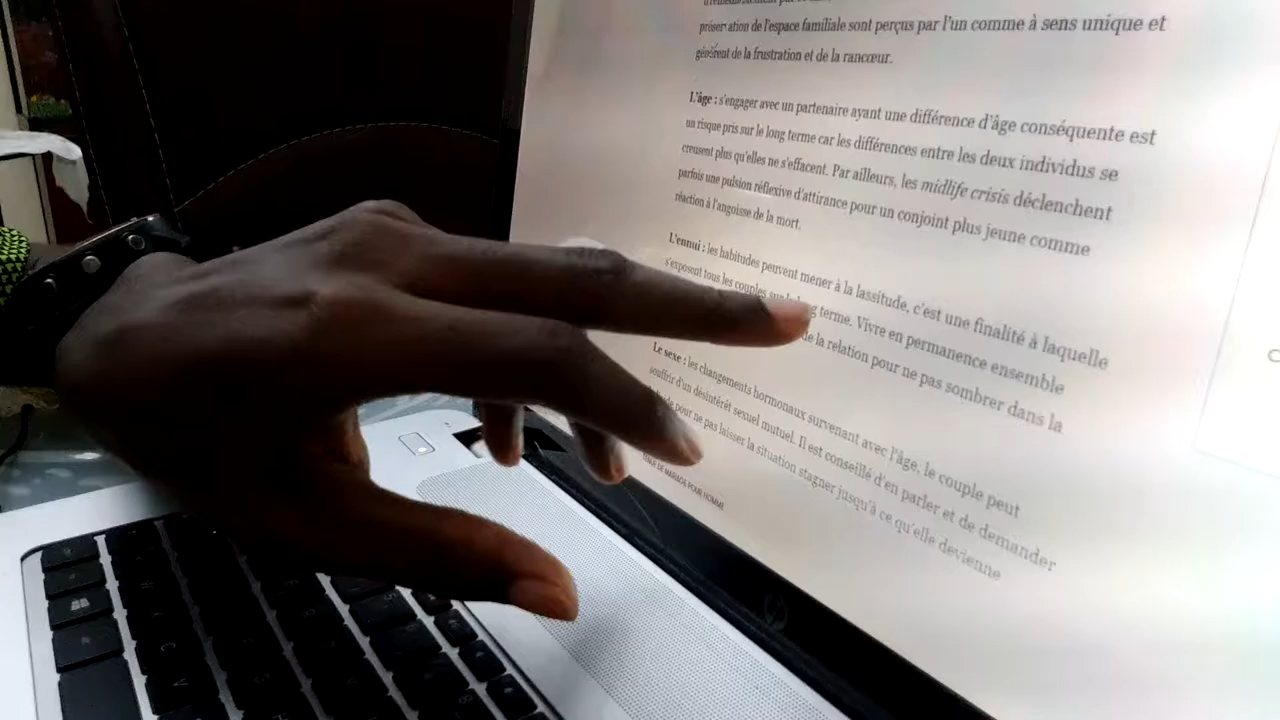 préservation de l'espace familiale sont perçus par l'un comme à sens unique et
génèrent de la frustration et de la rancœur.
L'âge : s'engager avec un partenaire ayant une différence d'âge conséquente est
un risque pris sur le long terme car les différences entre les deux individus se
creusent plus qu'elles ne s'effacent. Par ailleurs, les midlife crisis déclenchent
parfois une pulsion réflexive d'attirance pour un conjoint plus jeune comme
réaction à l'angoisse de la mort.
L'ennui : les habitudes peuvent mener à la lassitude, c'est une finalité à laquelle
s'exposent tous les couples sur le long terme. Vivre en permanence ensemble
de la relation pour ne pas sombrer dans la
Le sexe : les changements hormonaux survenant avec l'âge, le couple peut
souffrir d'un désintérêt sexuel mutuel. Il est conseillé d'en parler et de demander
pour ne pas laisser la situation stagner jusqu'à ce qu'elle devienne
DE MARIAGE POUR HOMME
hp
C
V